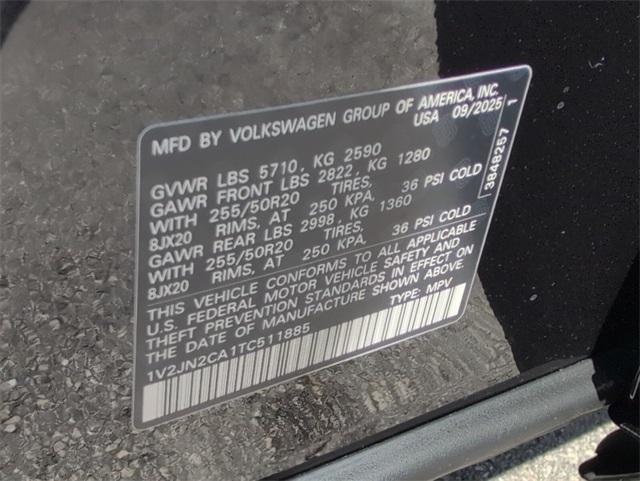 MFD BY VOLKSWAGEN GROUP OF AMERICA, INC.
USA 09/2025
1
GVWR LBS 5710, KG 2590
GAWR FRONT LBS 2822, KG 1280
WITH 255/50R20 TIRES,
8JX20 RIMS, AT 250 KPA, 36 PSI COLD
GAWR REAR LBS 2998, KG 1360
WITH 255/50R20 TIRES,
8JX20 RIMS, AT 250 KPA, 36 PSI COLD
THIS VEHICLE CONFORMS TO ALL APPLICABLE
U.S. FEDERAL MOTOR VEHICLE SAFETY AND
THEFT PREVENTION STANDARDS IN EFFECT ON
THE DATE OF MANUFACTURE SHOWN ABOVE.
1V2JN2CA1TC511885 TYPE: MPV
3848257